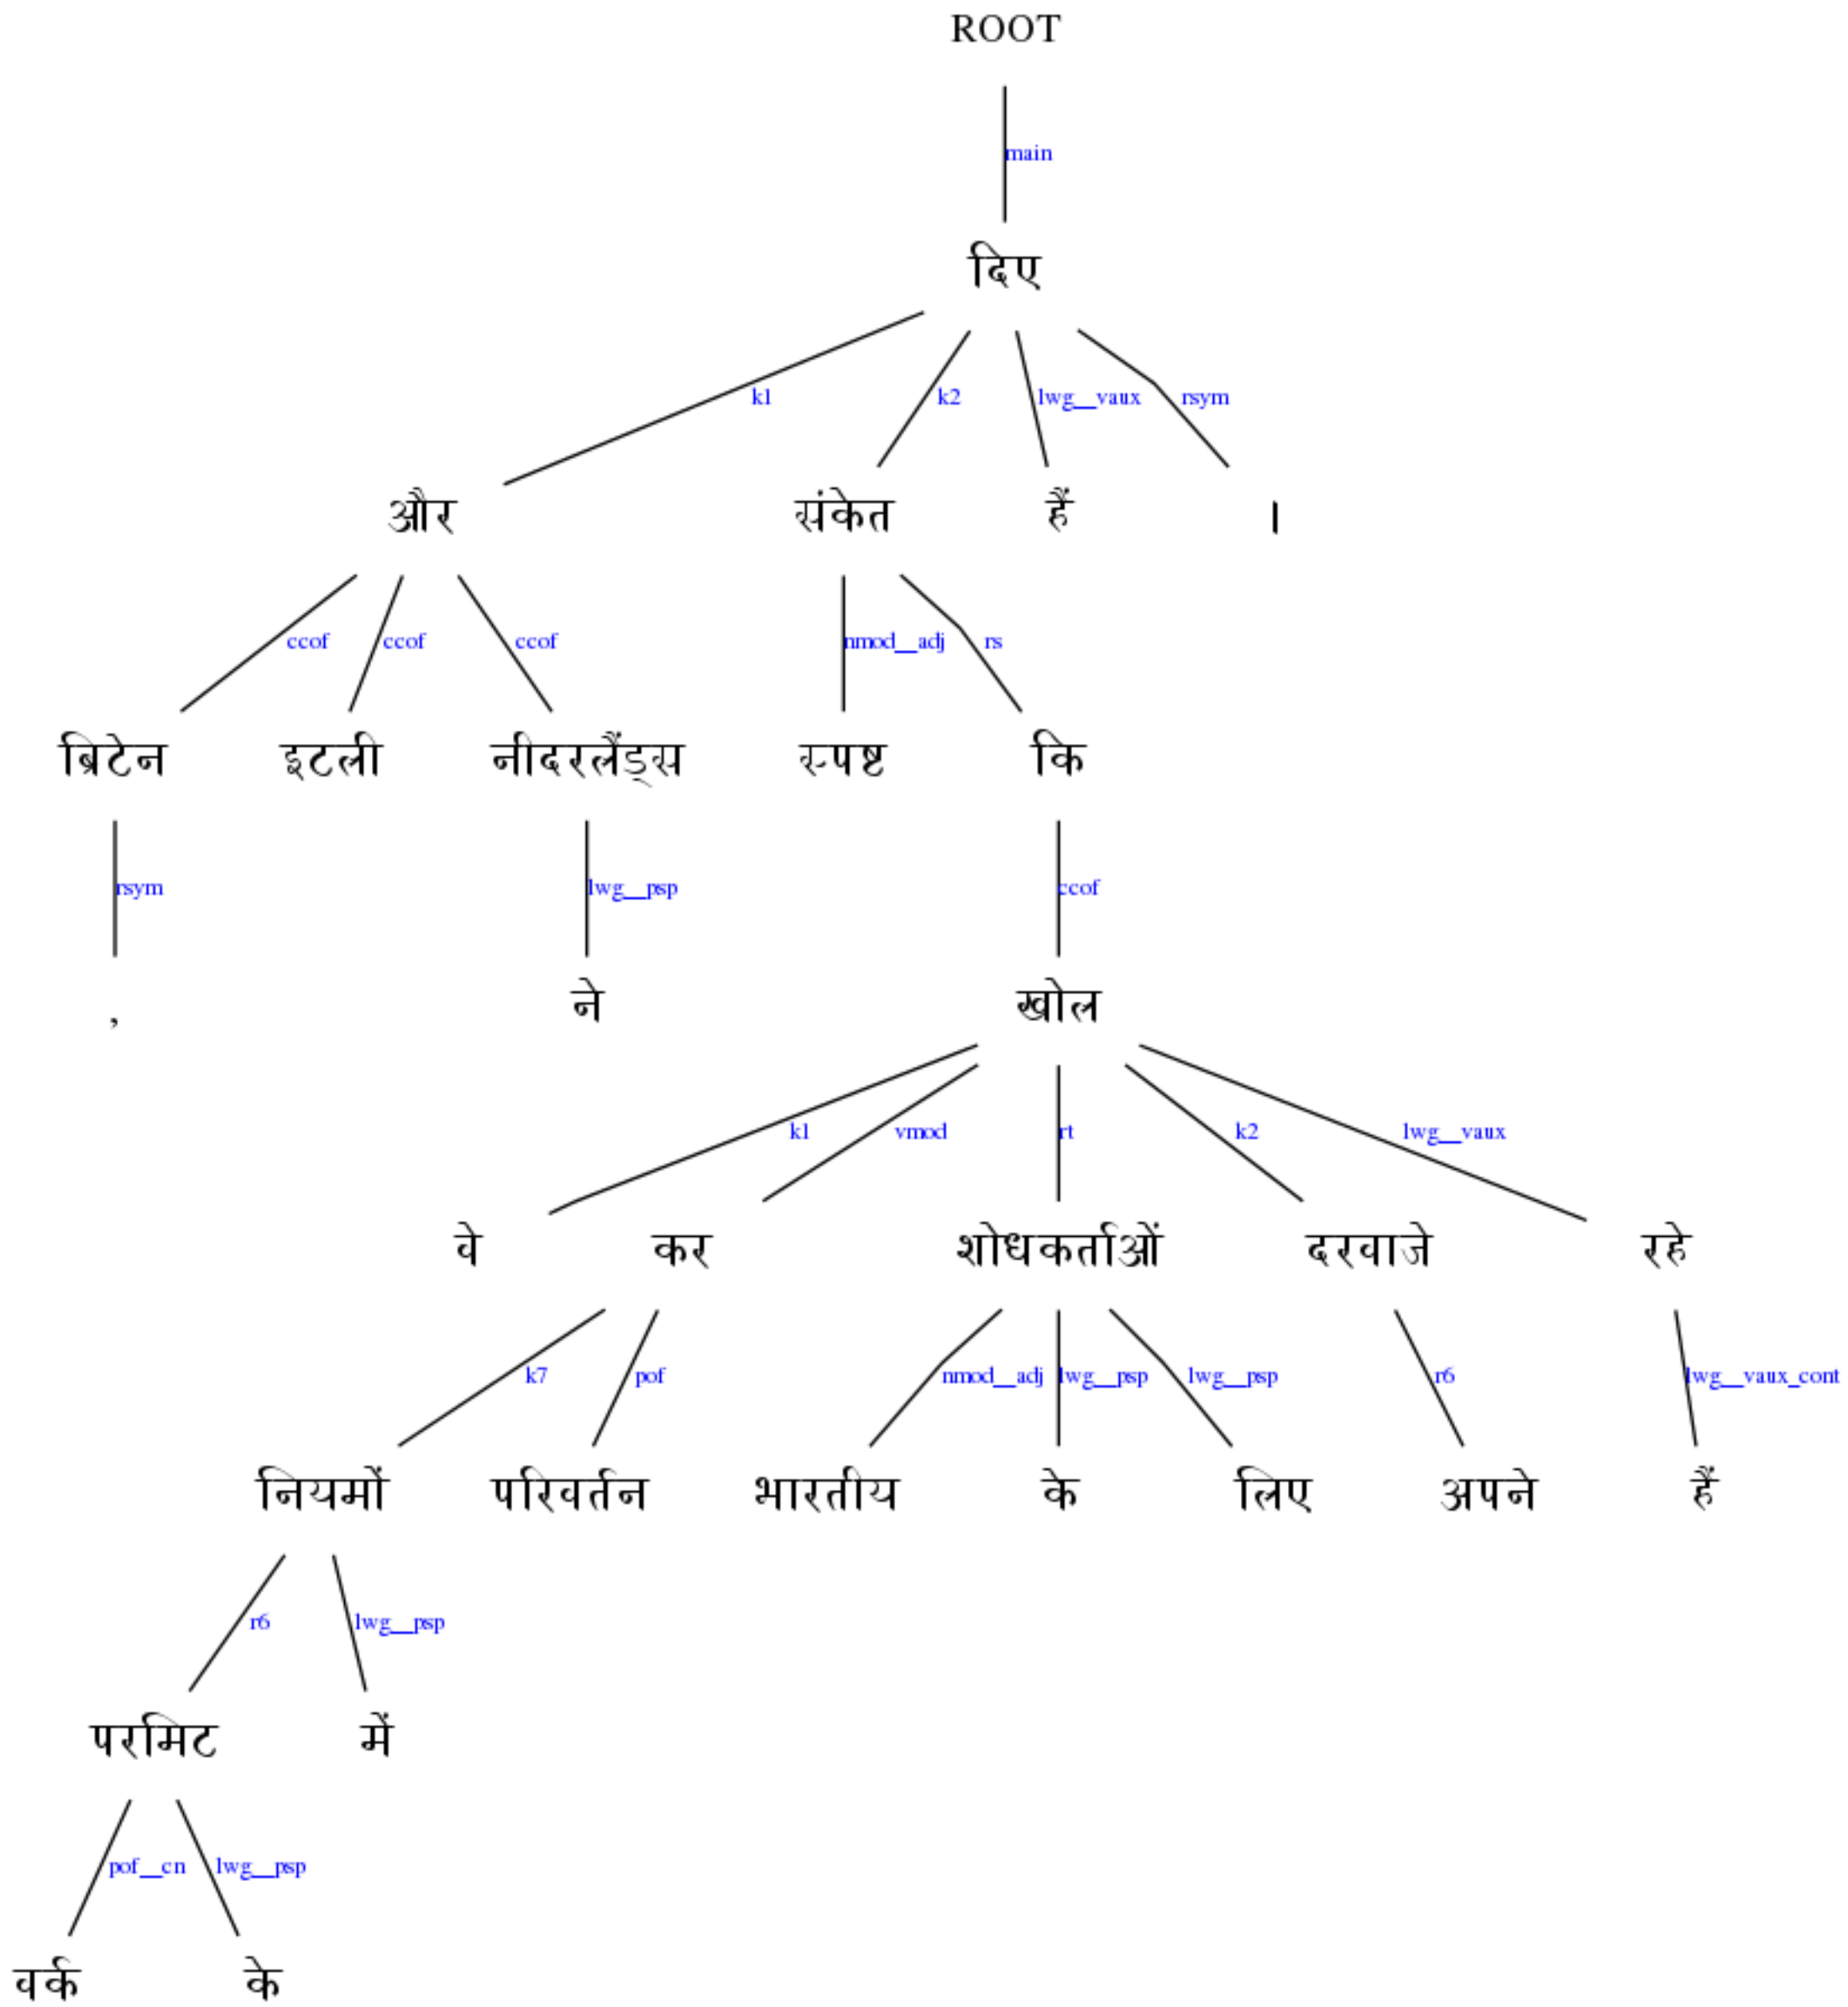 ROOT
main
दिए
k1 k2 lwg__vaux rsym
और संकेत हैं ।
ccof ccof ccof nmod__adj rs
ब्रिटेन इटली नीदरलैंड्स स्पष्ट कि
rsym lwg__psp ccof
, ने खोल
k1 vmod rt k2 lwg__vaux
वे कर शोधकर्ताओं दरवाजे रहे
k7 pof nmod__adj lwg__psp lwg__psp r6 lwg__vaux_cont
नियमों परिवर्तन भारतीय के लिए अपने हैं
r6 lwg__psp
परमिट में
pof__cn lwg__psp
वर्क के